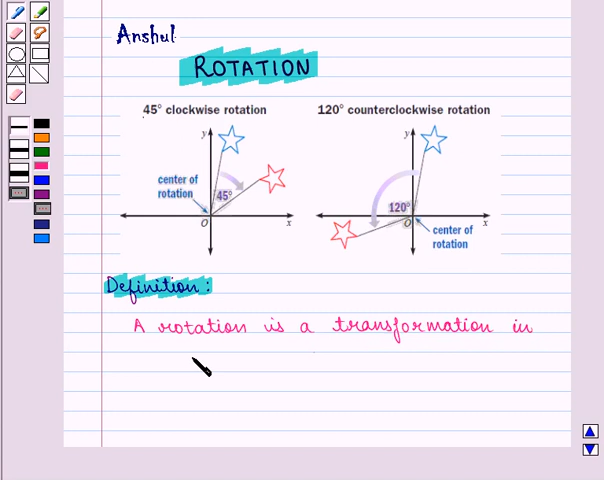 Anshul
ROTATION
45° clockwise rotation
120° counterclockwise rotation
y
center of
rotation
45°
O
x
y
120°
O
x
center of
rotation
Definition:
A rotation is a transformation in